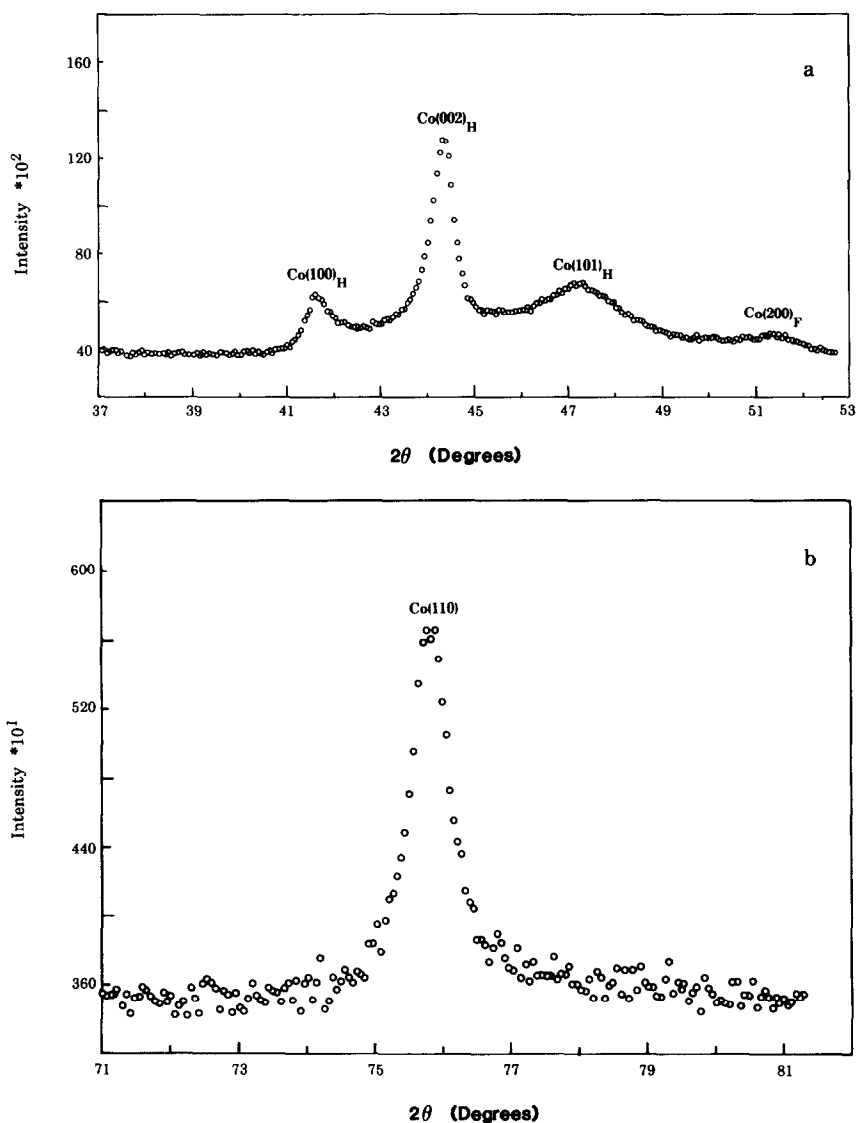 a
160
120
80
40
Intensity *10²
Co(100)H
Co(002)H
Co(101)H
Co(200)F
37 39 41 43 45 47 49 51 53
2θ (Degrees)
b
600
520
440
360
Intensity *10¹
Co(110)
71 73 75 77 79 81
2θ (Degrees)